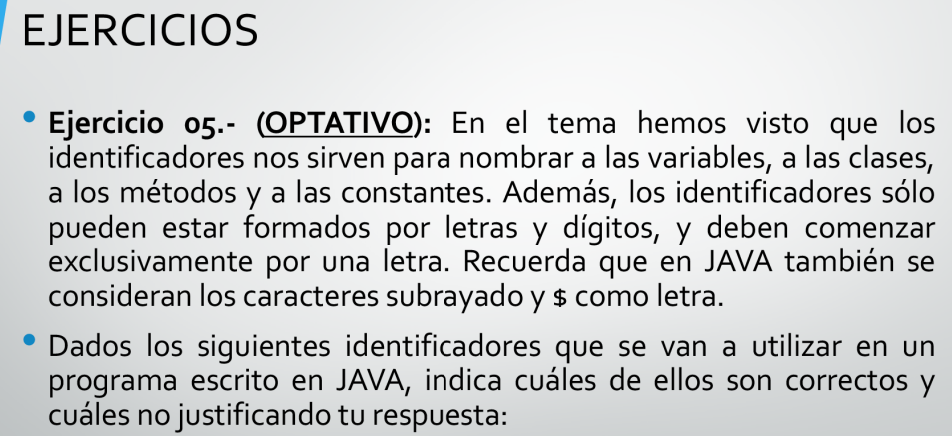 EJERCICIOS
• Ejercicio 05.- (OPTATIVO): En el tema hemos visto que los
identificadores nos sirven para nombrar a las variables, a las clases,
a los métodos y a las constantes. Además, los identificadores sólo
pueden estar formados por letras y dígitos, y deben comenzar
exclusivamente por una letra. Recuerda que en JAVA también se
consideran los caracteres subrayado y $ como letra.
• Dados los siguientes identificadores que se van a utilizar en un
programa escrito en JAVA, indica cuáles de ellos son correctos y
cuáles no justificando tu respuesta: